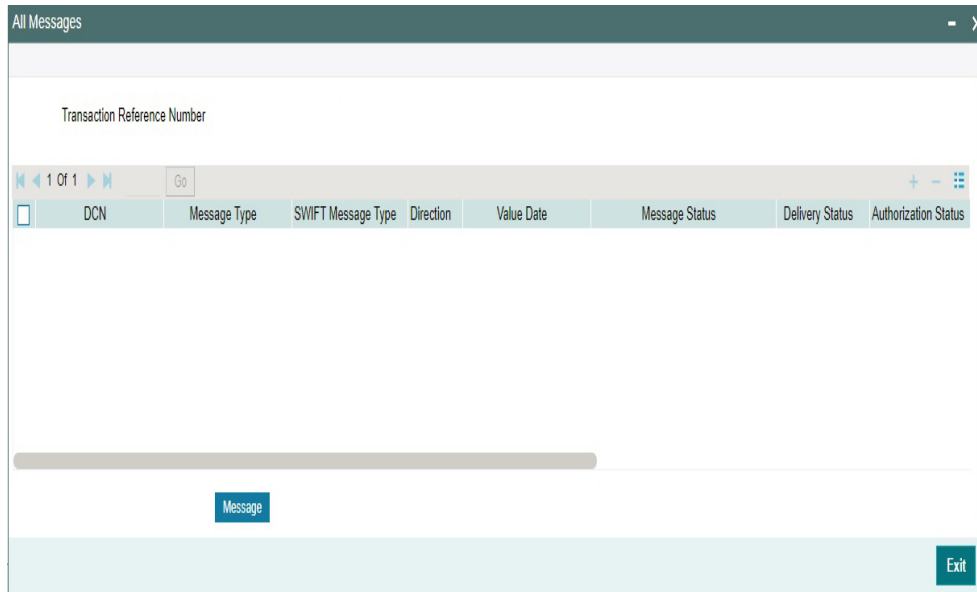 All Messages
Transaction Reference Number
1 Of 1 Go
DCN Message Type SWIFT Message Type Direction Value Date Message Status Delivery Status Authorization Status
Message
Exit